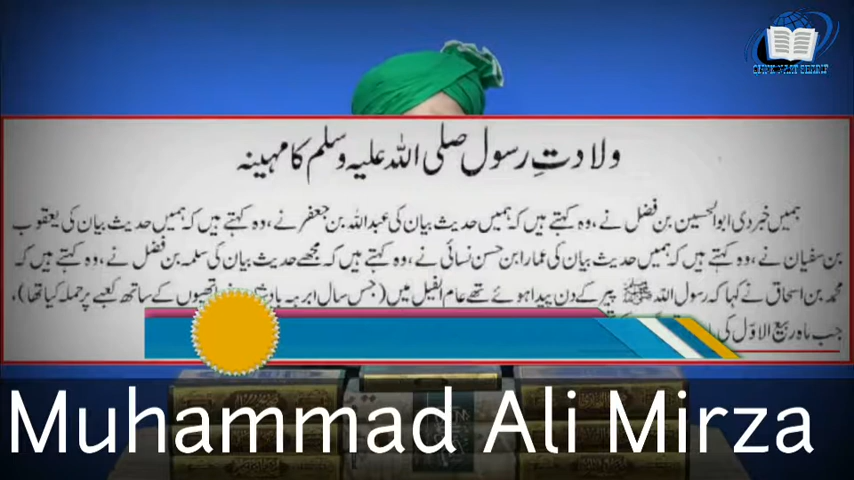 ولادتِ رسول صلی اللہ علیہ وسلم کا مہینہ
ہمیں خبر دی ابوالحسین بن فضل نے، وہ کہتے ہیں کہ ہمیں حدیث بیان کی عبداللہ بن جعفر نے، وہ کہتے ہیں کہ ہمیں حدیث بیان کی یعقوب
بن سفیان نے، وہ کہتے ہیں کہ ہمیں حدیث بیان کی عمار ابن حسن نسائی نے، وہ کہتے ہیں کہ مجھے حدیث بیان کی سلمہ بن فضل نے، وہ کہتے ہیں کہ
محمد بن اسحاق نے کہا کہ رسول اللہ ﷺ پیر کے دن پیدا ہوئے تھے عام الفیل میں (جس سال ابرہہ ہاتھیوں کے ساتھ کعبے پر حملہ کیا تھا)،
جب ماہ ربیع الاوّل کی
Muhammad Ali Mirza